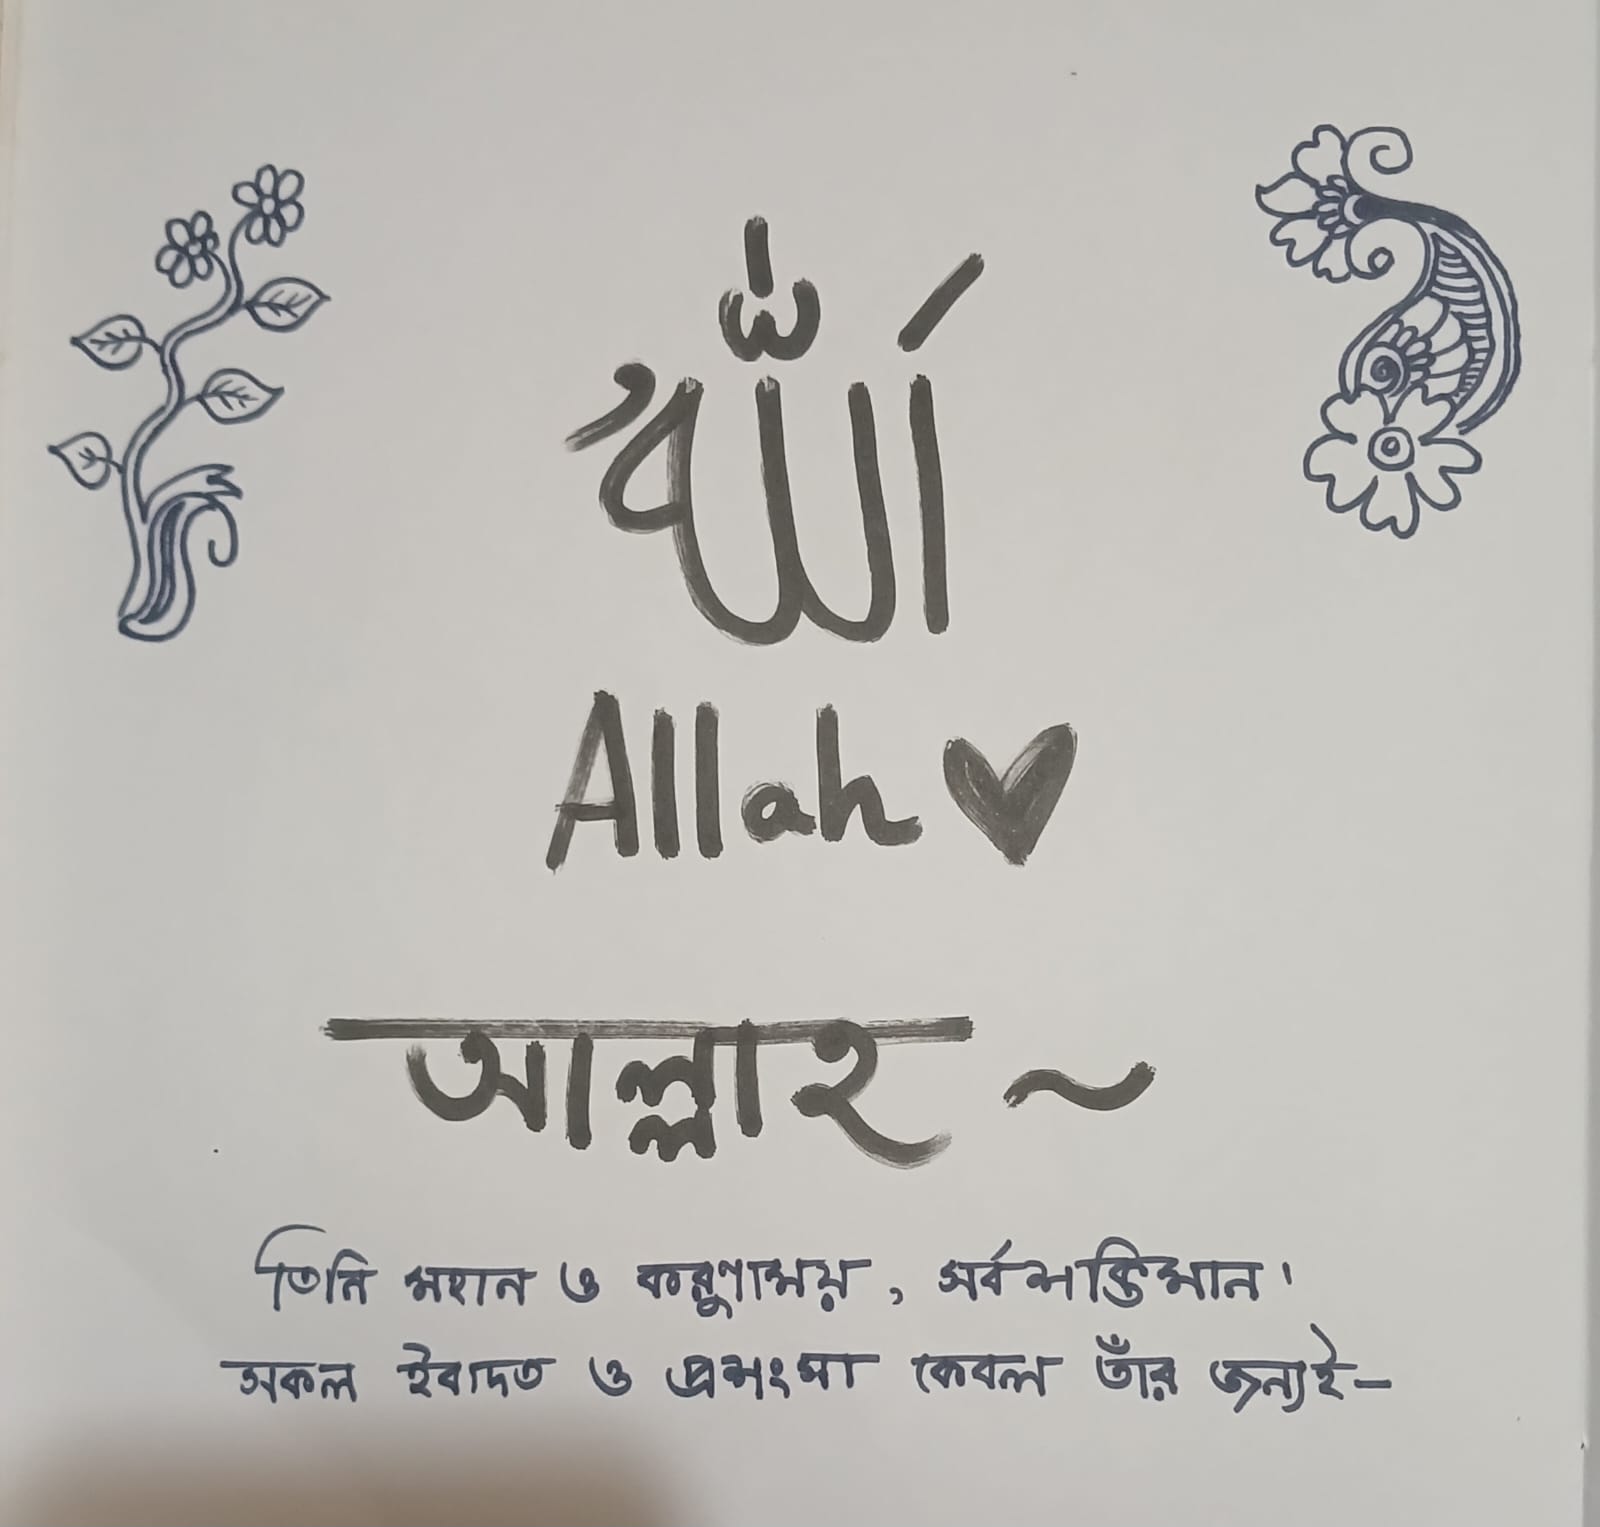 الله
Allah
আল্লাহ ~
তিনি মহান ও করুণাময়, সর্বশক্তিমান।
সকল ইবাদত ও প্রশংসা কেবল তাঁর জন্যই–